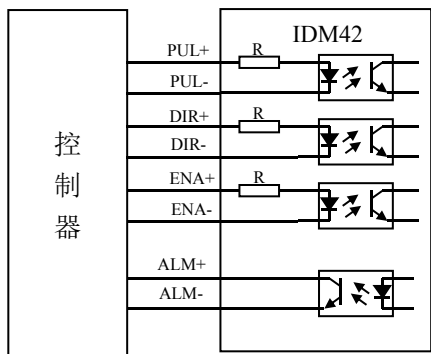 IDM42
PUL+
R
PUL-
DIR+
R
DIR-
控
制
器
ENA+
R
ENA-
ALM+
ALM-